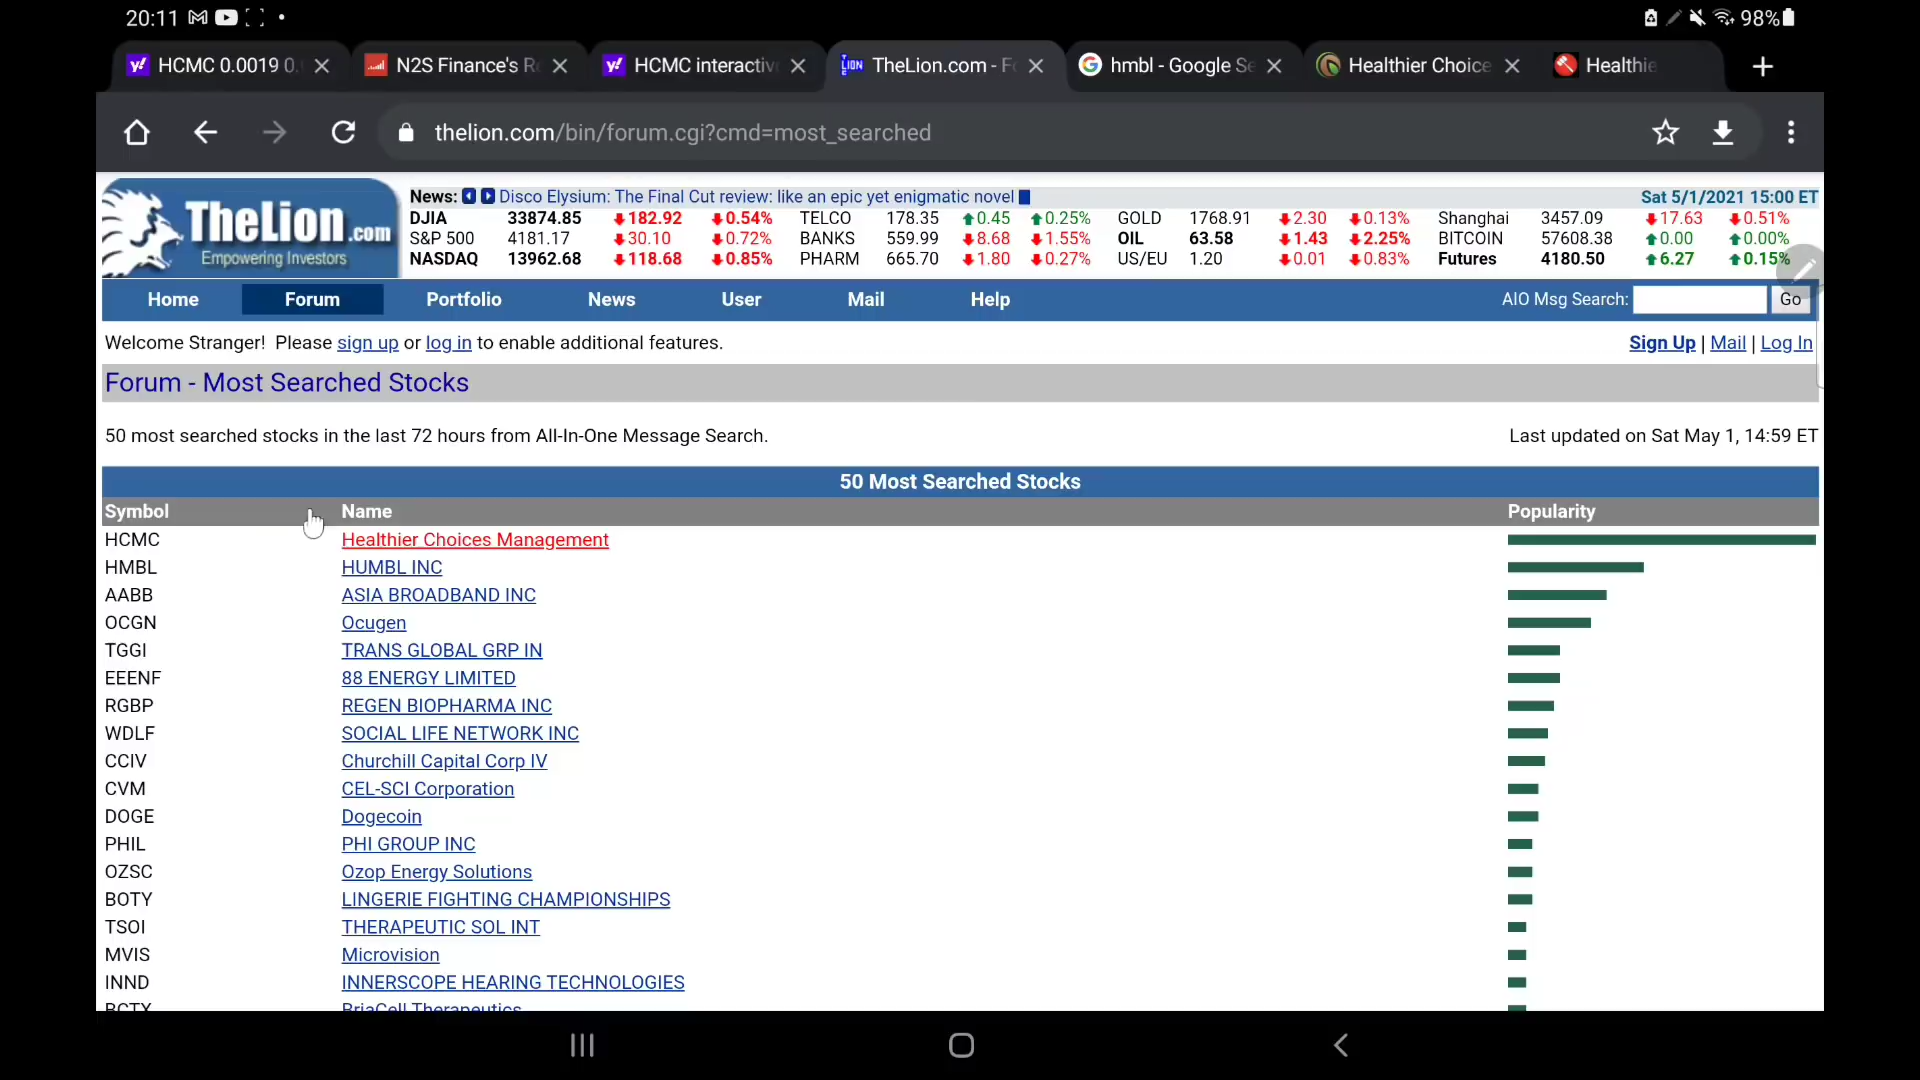 20:11 98%
HCMC 0.0019 0. N2S Finance's R HCMC interactiv TheLion.com - F hmbl - Google Se Healthier Choice Healthie
thelion.com/bin/forum.cgi?cmd=most_searched
TheLion.com
Empowering Investors
News: Disco Elysium: The Final Cut review: like an epic yet enigmatic novel Sat 5/1/2021 15:00 ET
DJIA 33874.85 182.92 0.54% TELCO 178.35 0.45 0.25% GOLD 1768.91 2.30 0.13% Shanghai 3457.09 17.63 0.51%
S&P 500 4181.17 30.10 0.72% BANKS 559.99 8.68 1.55% OIL 63.58 1.43 2.25% BITCOIN 57608.38 0.00 0.00%
NASDAQ 13962.68 118.68 0.85% PHARM 665.70 1.80 0.27% US/EU 1.20 0.01 0.83% Futures 4180.50 6.27 0.15%
Home Forum Portfolio News User Mail Help AIO Msg Search: Go
Welcome Stranger! Please sign up or log in to enable additional features. Sign Up | Mail | Log In
Forum - Most Searched Stocks
50 most searched stocks in the last 72 hours from All-In-One Message Search. Last updated on Sat May 1, 14:59 ET
50 Most Searched Stocks
Symbol Name Popularity
HCMC Healthier Choices Management
HMBL HUMBL INC
AABB ASIA BROADBAND INC
OCGN Ocugen
TGGI TRANS GLOBAL GRP IN
EEENF 88 ENERGY LIMITED
RGBP REGEN BIOPHARMA INC
WDLF SOCIAL LIFE NETWORK INC
CCIV Churchill Capital Corp IV
CVM CEL-SCI Corporation
DOGE Dogecoin
PHIL PHI GROUP INC
OZSC Ozop Energy Solutions
BOTY LINGERIE FIGHTING CHAMPIONSHIPS
TSOI THERAPEUTIC SOL INT
MVIS Microvision
INND INNERSCOPE HEARING TECHNOLOGIES
BCTX BriaCell Therapeutics